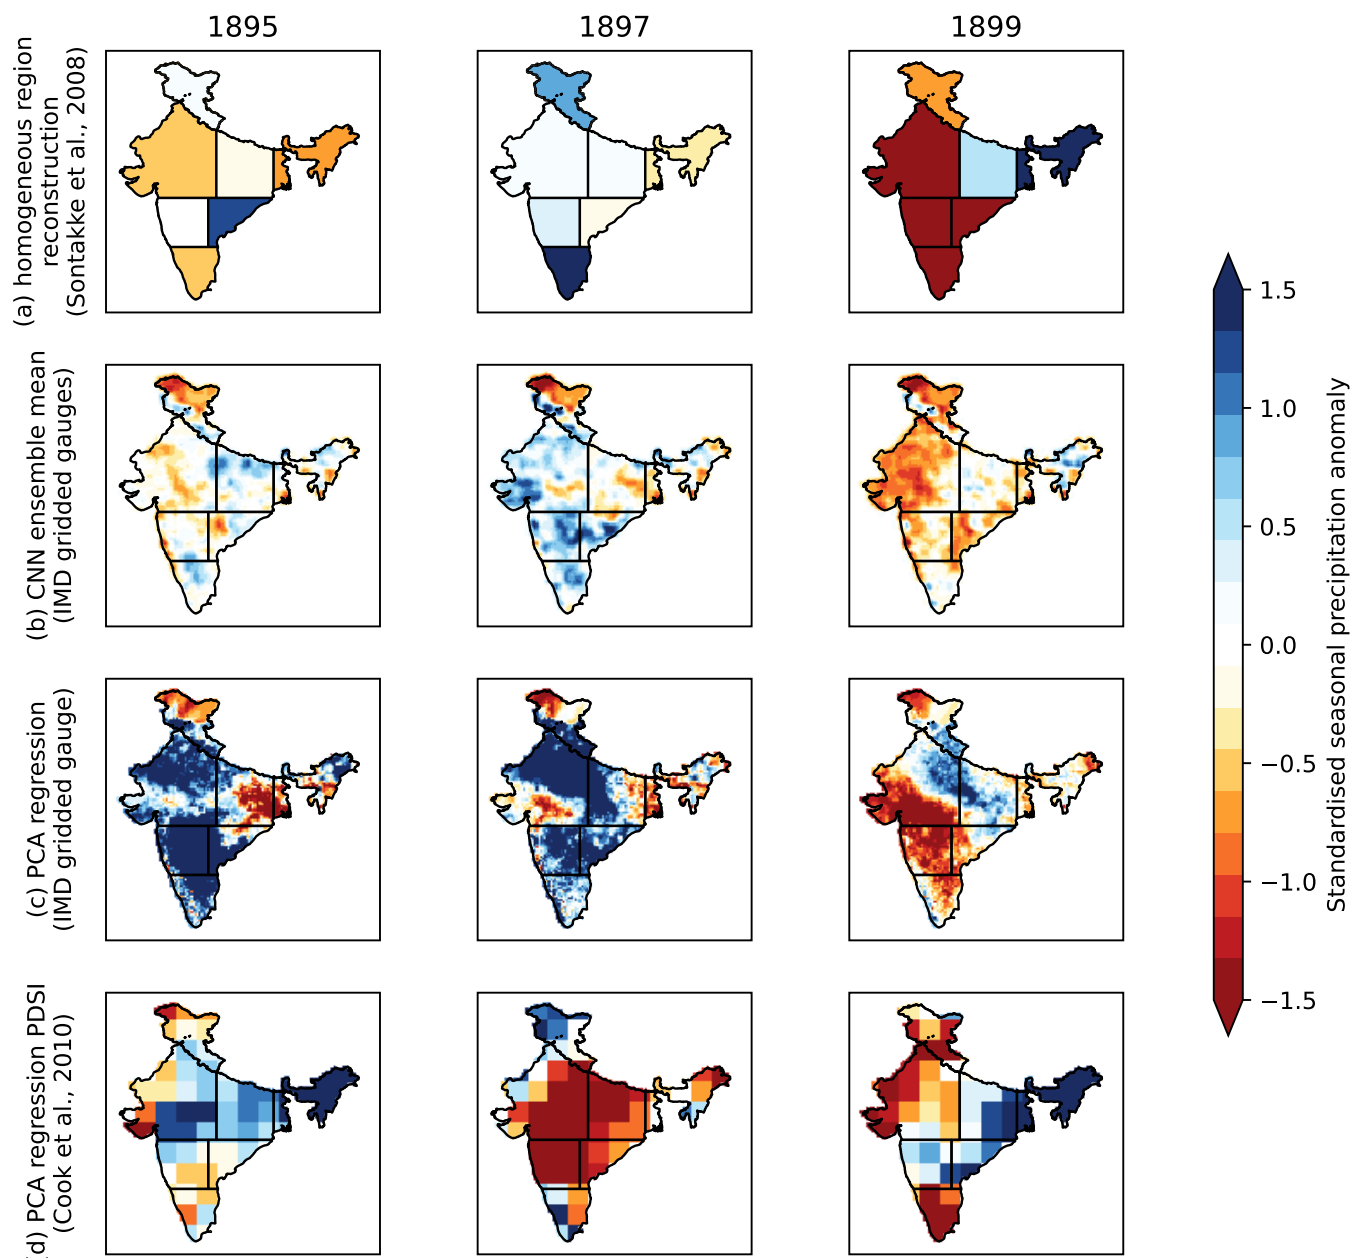 1895
1897
1899
(a) homogeneous region
reconstruction
(Sontakke et al., 2008)
(b) CNN ensemble mean
(IMD gridded gauges)
(c) PCA regression
(IMD gridded gauge)
d) PCA regression PDSI
(Cook et al., 2010)
1.5
1.0
0.5
0.0
−0.5
−1.0
−1.5
Standardised seasonal precipitation anomaly